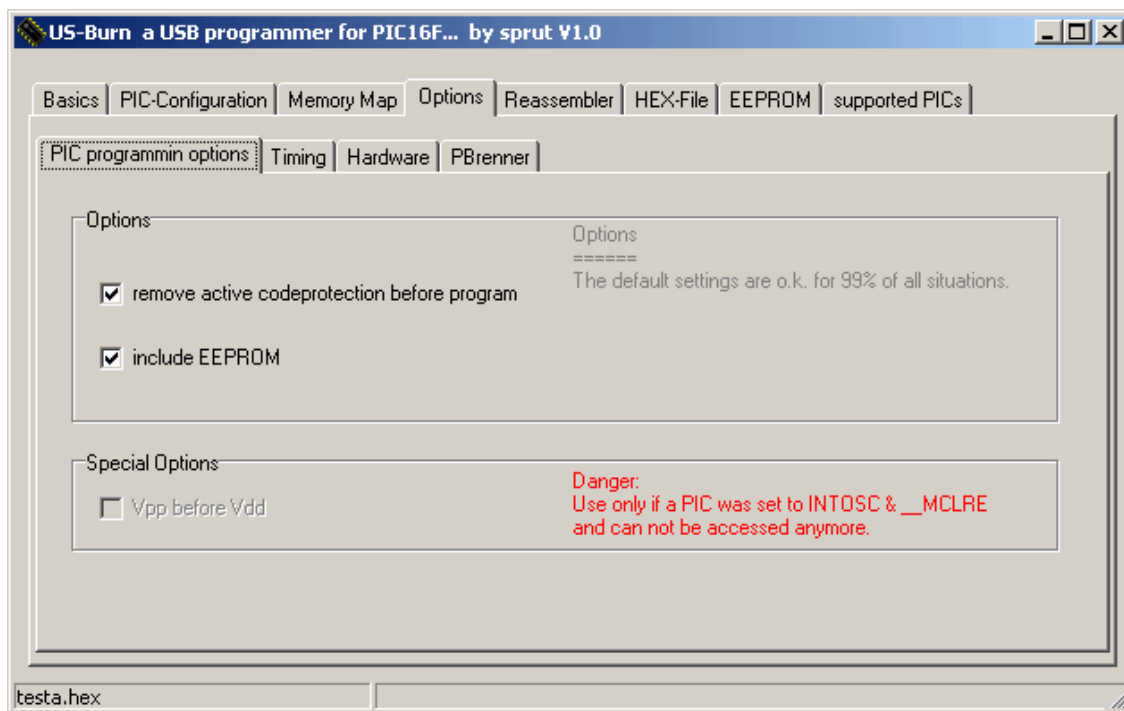 US-Burn a USB programmer for PIC16F... by sprut V1.0
Basics PIC-Configuration Memory Map Options Reassembler HEX-File EEPROM supported PICs
PIC programmin options Timing Hardware PBrenner
Options
Options
======
The default settings are o.k. for 99% of all situations.
remove active codeprotection before program
include EEPROM
Special Options
Vpp before Vdd
Danger:
Use only if a PIC was set to INTOSC & __MCLRE
and can not be accessed anymore.
testa.hex